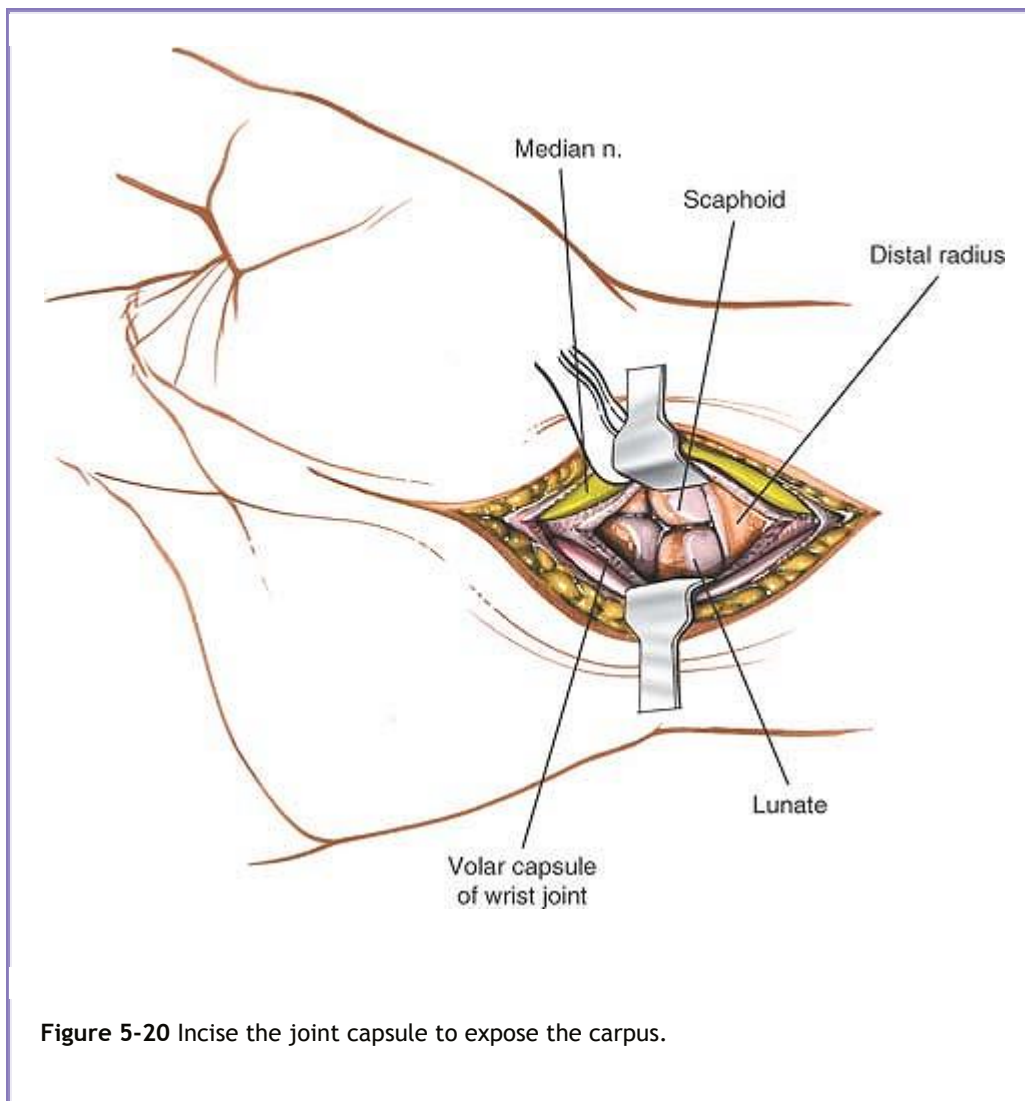 Median n.
Scaphoid
Distal radius
Lunate
Volar capsule
of wrist joint
Figure 5-20 Incise the joint capsule to expose the carpus.